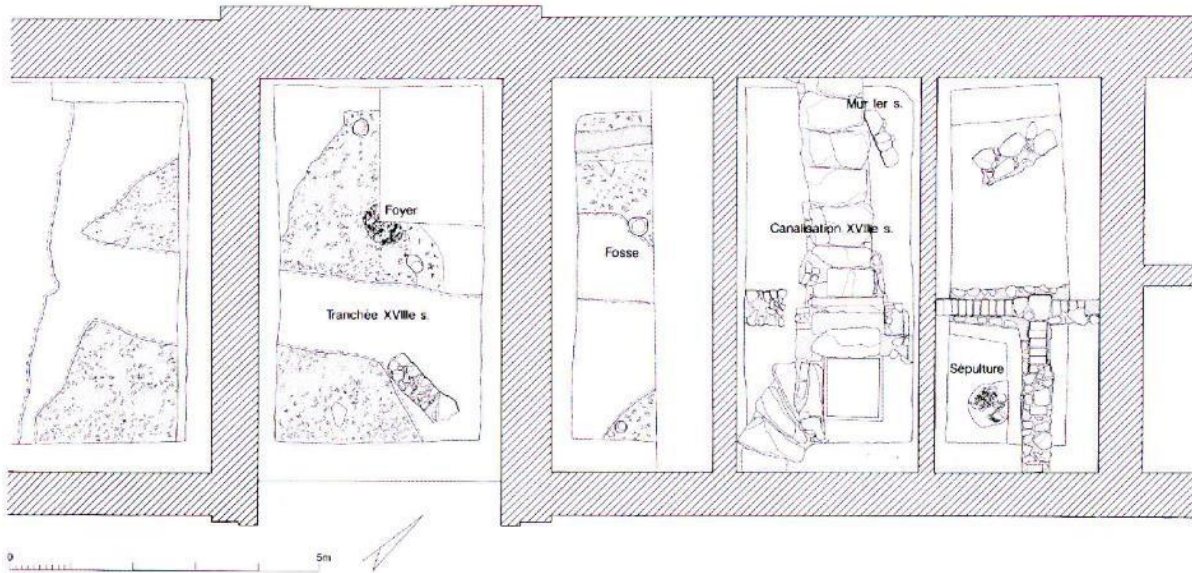 Mur Ier s.
Foyer
Canalisation XVIIIe s.
Fosse
Tranchée XVIIIe s.
Sépulture
0 5m